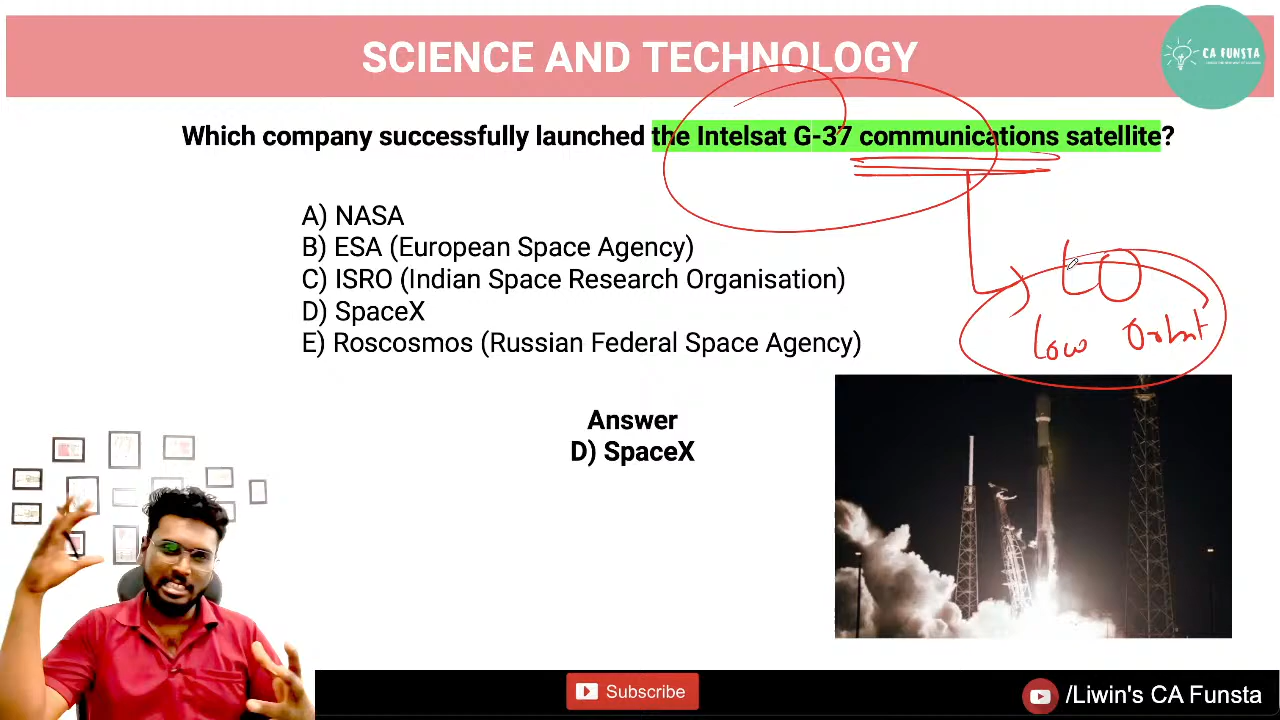 SCIENCE AND TECHNOLOGY
CA FUNSTA
Which company successfully launched the Intelsat G-37 communications satellite?
A) NASA
B) ESA (European Space Agency)
C) ISRO (Indian Space Research Organisation)
D) SpaceX
E) Roscosmos (Russian Federal Space Agency)
LO
Low Orbit
Answer
D) SpaceX
Subscribe
/Liwin's CA Funsta